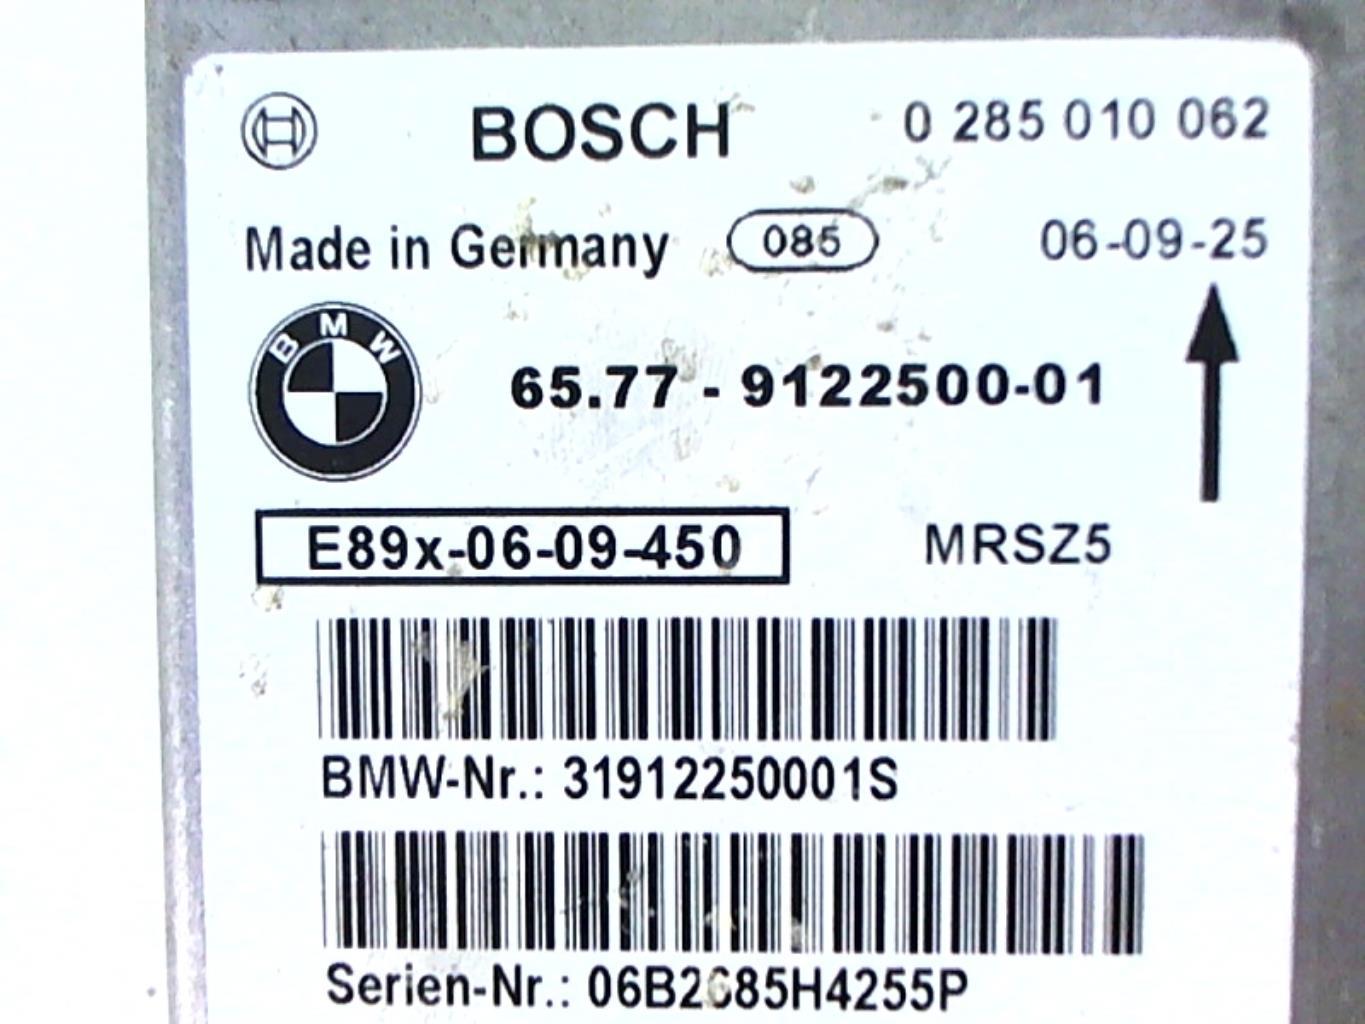 BOSCH 0 285 010 062
Made in Germany 085 06-09-25
BMW 65.77 - 9122500-01
E89x-06-09-450 MRSZ5
BMW-Nr.: 31912250001S
Serien-Nr.: